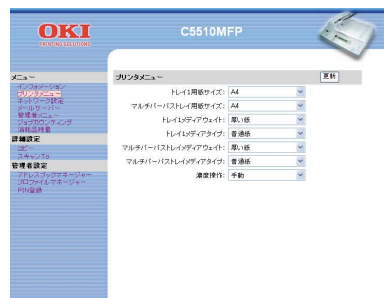 OKI
PRINTING SOLUTIONS
C5510MFP
メニュー
インフォメーション
プリンタメニュー
ネットワーク設定
メールサーバー
管理者メニュー
ジョブアカウンティング
消耗品残量
詳細設定
コピー
スキャンTo
管理者設定
アドレスブックマネージャー
プロファイルマネージャー
PIN登録
プリンタメニュー 更新
トレイ1用紙サイズ: A4
マルチパーパストレイ用紙サイズ: A4
トレイ1メディアウェイト: 厚い紙
トレイ1メディアタイプ: 普通紙
マルチパーパストレイメディアウェイト: 厚い紙
マルチパーパストレイメディアタイプ: 普通紙
濃度操作: 手動